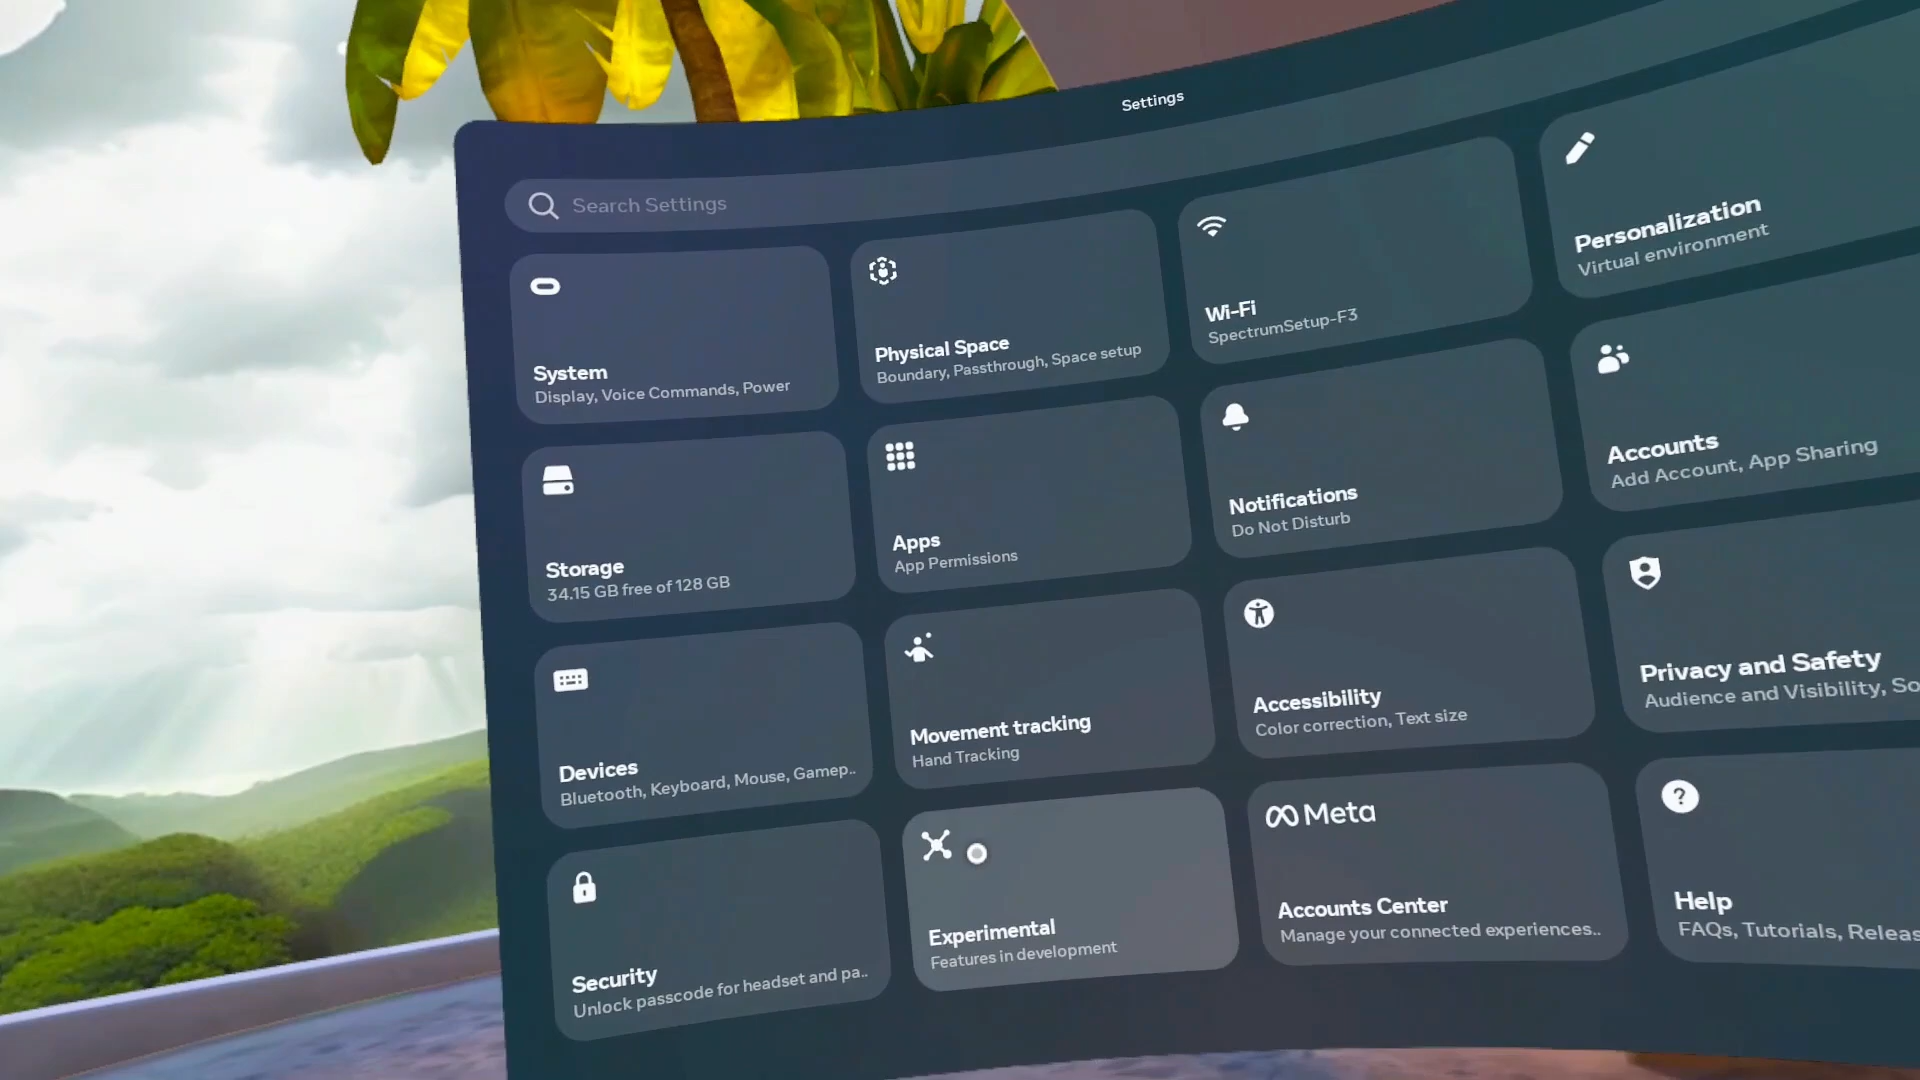 Settings
Search Settings
System
Display, Voice Commands, Power
Physical Space
Boundary, Passthrough, Space setup
Wi-Fi
SpectrumSetup-F3
Personalization
Virtual environment
Storage
34.15 GB free of 128 GB
Apps
App Permissions
Notifications
Do Not Disturb
Accounts
Add Account, App Sharing
Devices
Bluetooth, Keyboard, Mouse, Gamep..
Movement tracking
Hand Tracking
Accessibility
Color correction, Text size
Privacy and Safety
Audience and Visibility, So
Security
Unlock passcode for headset and pa..
Experimental
Features in development
Meta
Accounts Center
Manage your connected experiences..
?
Help
FAQs, Tutorials, Releas